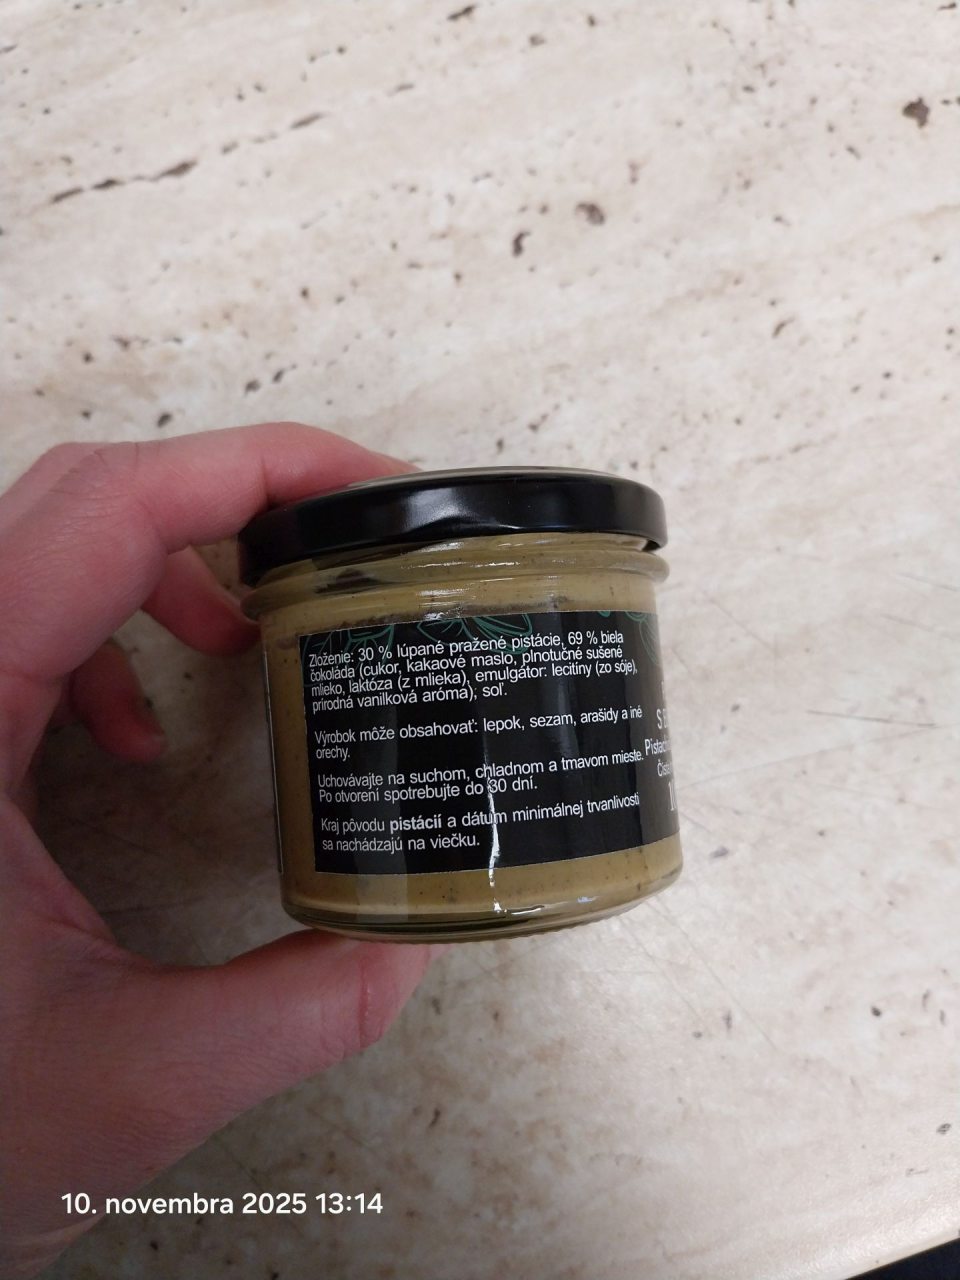 Zloženie: 30 % lúpané pražené pistácie, 69 % biela
čokoláda (cukor, kakaové maslo, plnotučné sušené
mlieko, laktóza (z mlieka), emulgátor: lecitíny (zo sóje),
prírodná vanilková aróma), soľ.
Výrobok môže obsahovať: lepok, sezam, arašidy a iné
orechy.
Uchovávajte na suchom, chladnom a tmavom mieste.
Po otvorení spotrebujte do 30 dní.
Kraj pôvodu pistácií a dátum minimálnej trvanlivosti
sa nachádzajú na viečku.
10. novembra 2025 13:14